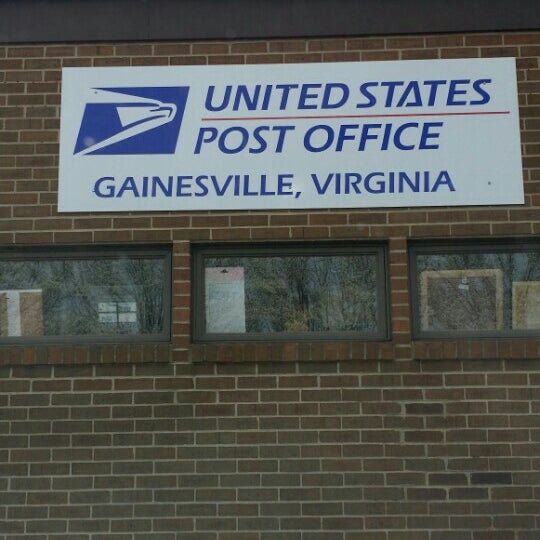 UNITED STATES
POST OFFICE
GAINESVILLE, VIRGINIA